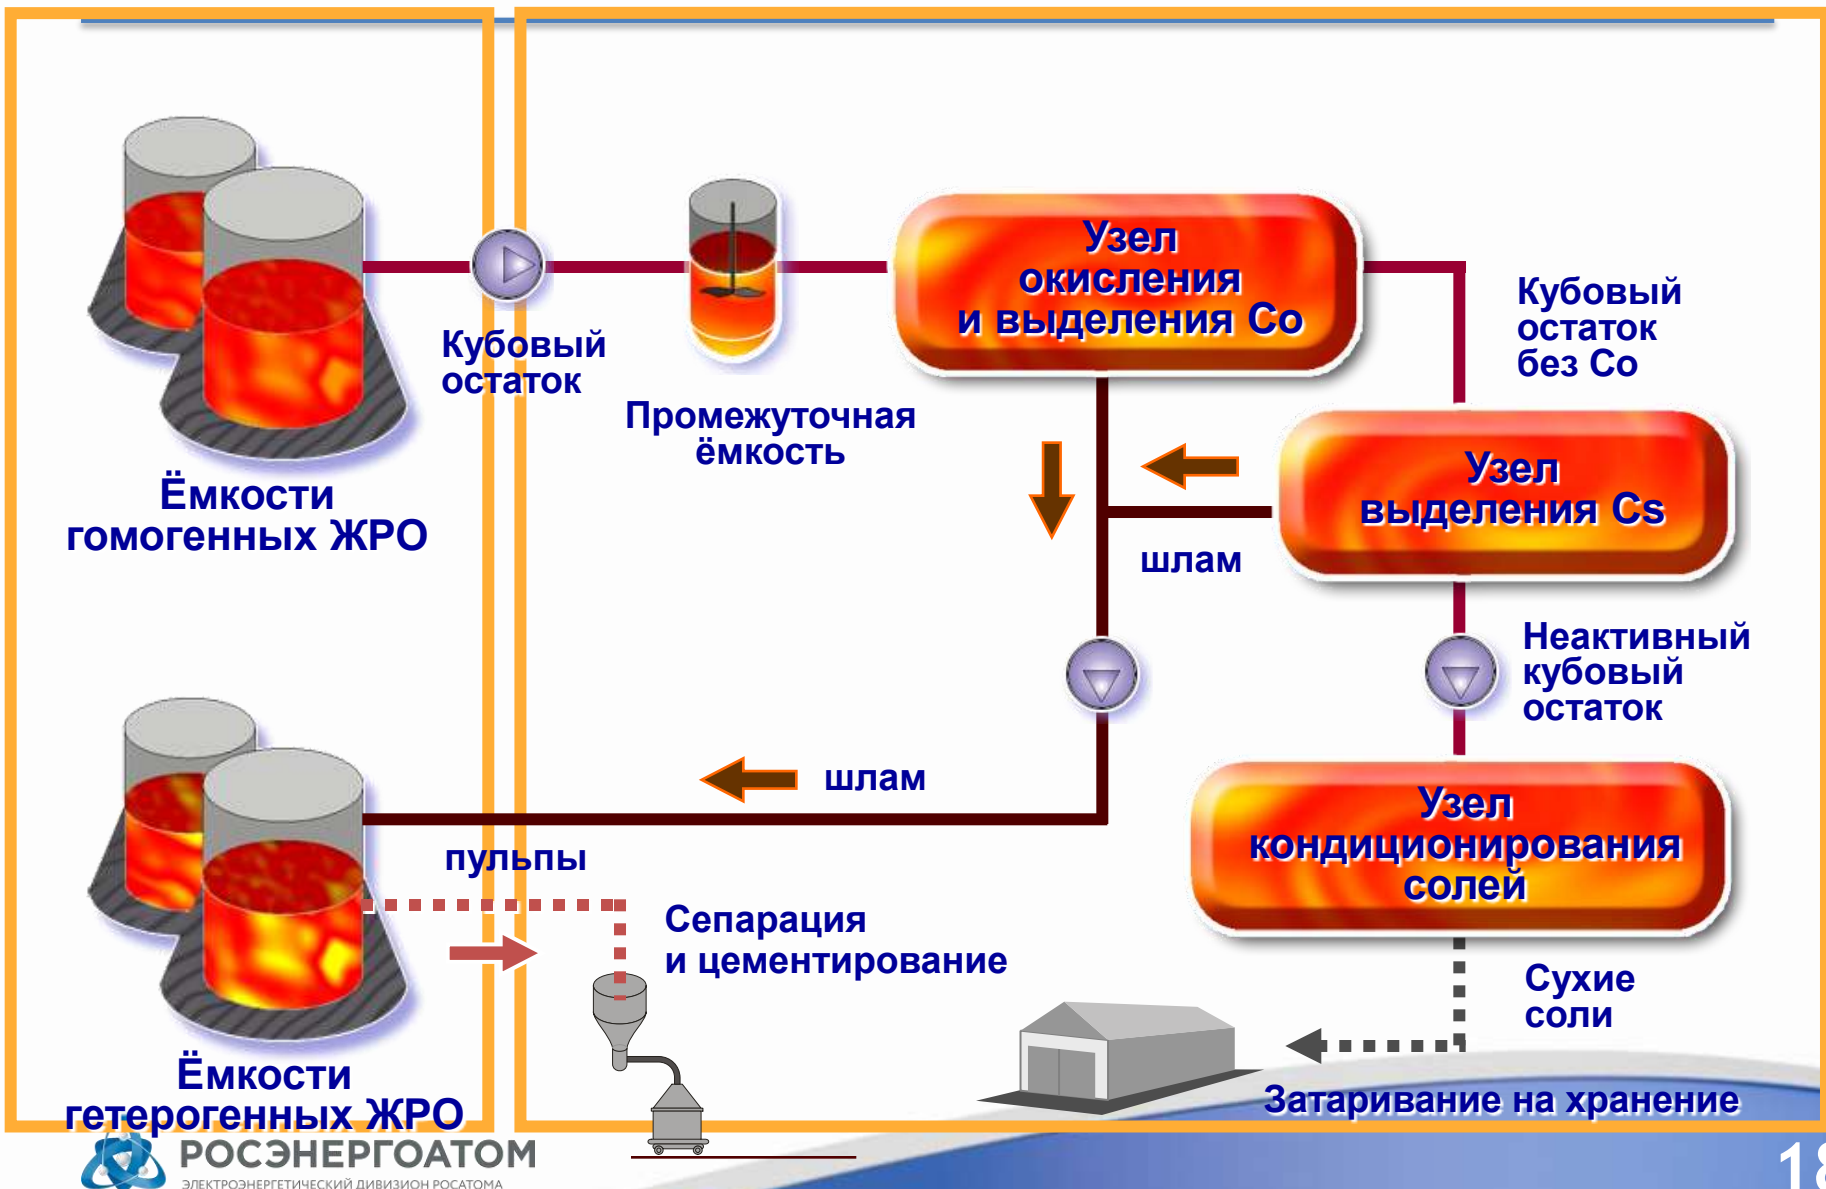 Узел
окисления
и выделения Co
Кубовый
остаток
без Co
Кубовый
остаток
Промежуточная
ёмкость
Ёмкости
гомогенных ЖРО
Узел
выделения Cs
шлам
Неактивный
кубовый
остаток
шлам
Узел
кондиционирования
солей
пульпы
Сепарация
и цементирование
Сухие
соли
Ёмкости
гетерогенных ЖРО
Затаривание на хранение
РОСЭНЕРГОАТОМ
ЭЛЕКТРОЭНЕРГЕТИЧЕСКИЙ ДИВИЗИОН РОСАТОМА
18